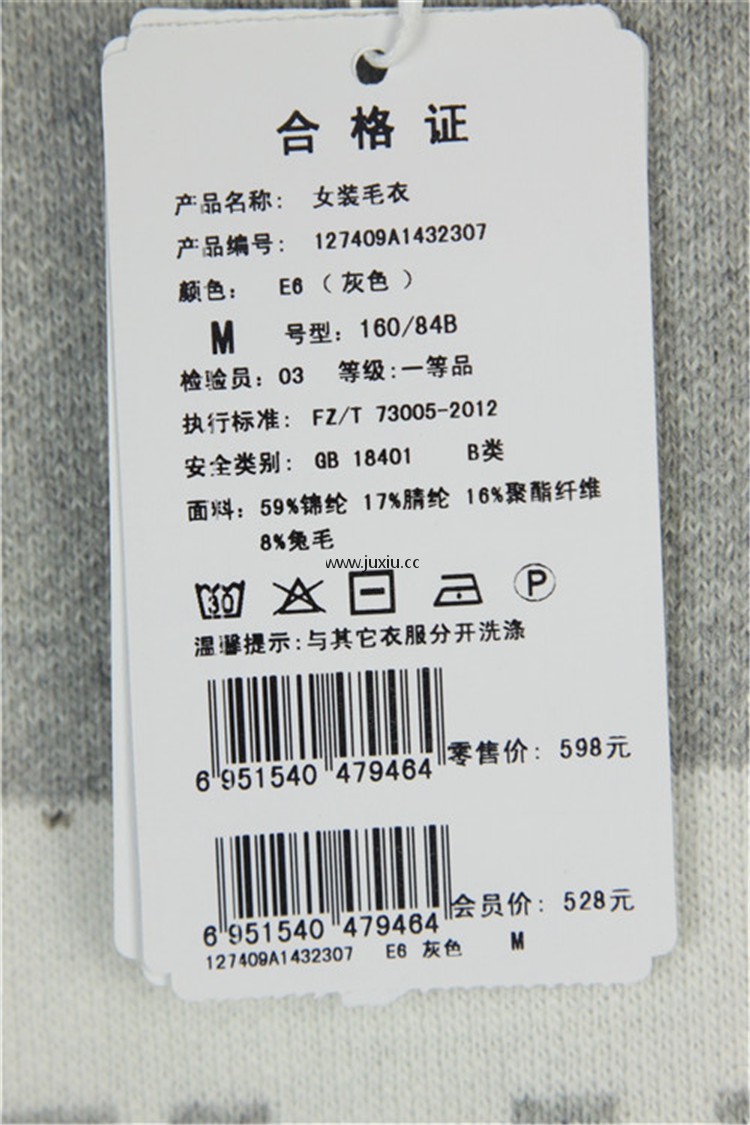 合格证
产品名称: 女装毛衣
产品编号: 127409A1432307
颜色: E6 (灰色)
M 号型: 160/84B
检验员: 03 等级:一等品
执行标准: FZ/T 73005-2012
安全类别: GB 18401 B类
面料: 59%锦纶 17%腈纶 16%聚酯纤维
8%兔毛
www.juxiu.cc
30 P
温馨提示:与其它衣服分开洗涤
6 951540 479464 零售价: 598元
6 951540 479464 会员价: 528元
127409A1432307 E6 灰色 M